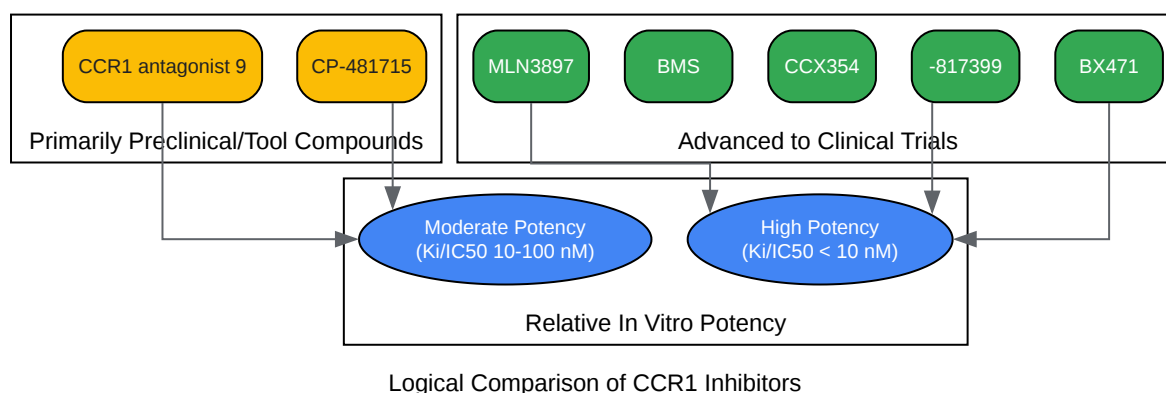 CCR1 antagonist 9
CP-481715
MLN3897
BMS
CCX354
-817399
BX471
Primarily Preclinical/Tool Compounds
Advanced to Clinical Trials
Moderate Potency
(Ki/IC50 10-100 nM)
High Potency
(Ki/IC50 < 10 nM)
Relative In Vitro Potency
Logical Comparison of CCR1 Inhibitors